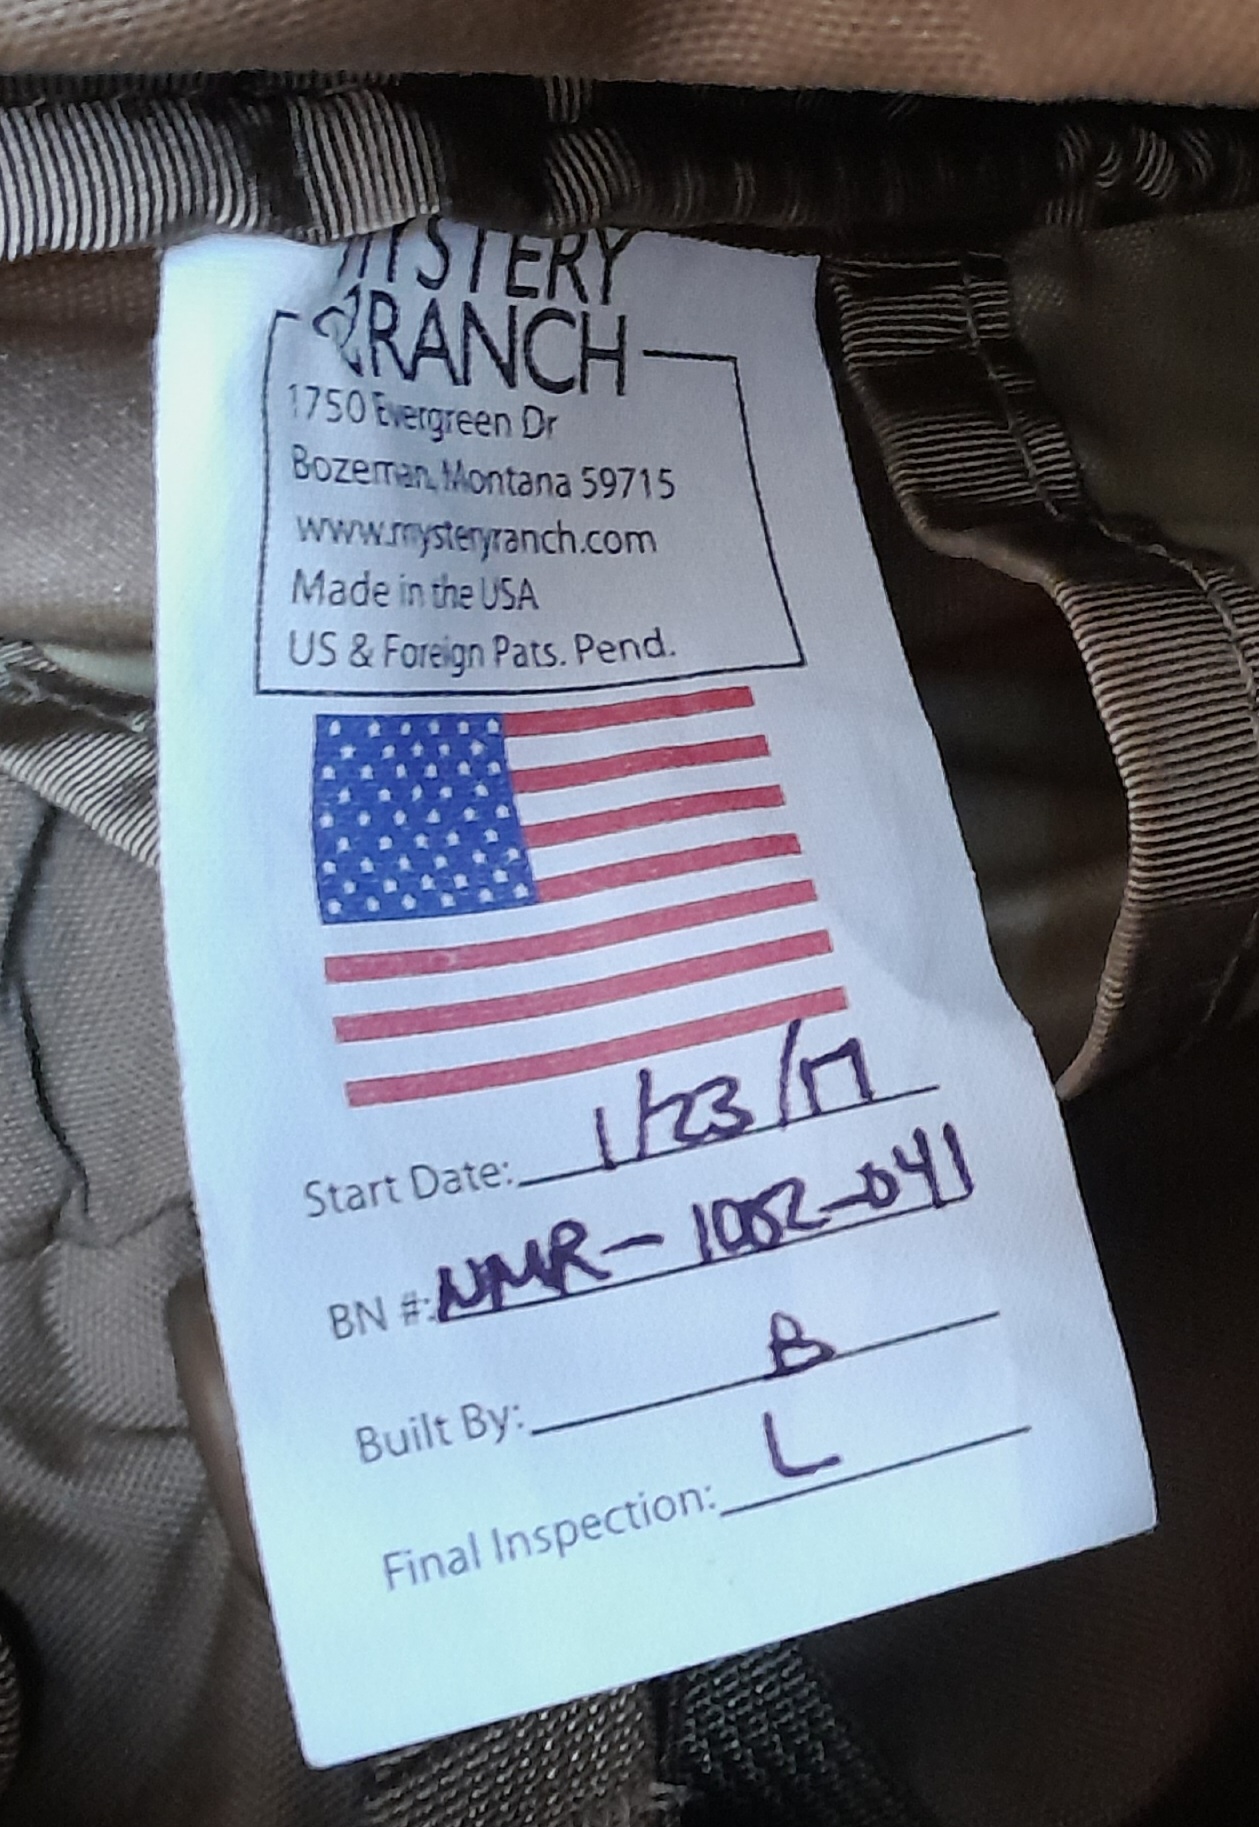 MYSTERY
RANCH
1750 Evergreen Dr
Bozeman, Montana 59715
www.mysteryranch.com
Made in the USA
US & Foreign Pats. Pend.
Start Date: 1/23/17
BN #: NMR-1082-041
Built By: B
Final Inspection: L